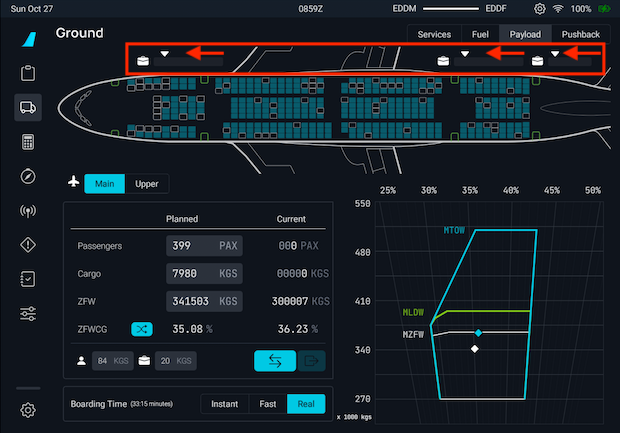 Sun Oct 27 0859Z EDDM EDDF 100%
Ground Services Fuel Payload Pushback
Main Upper
25% 30% 35% 40% 45% 50%
550
Planned Current
MTOW
Passengers 399 PAX 000 PAX
480
Cargo 7980 KGS 00000 KGS
ZFW 341503 KGS 300007 KGS
410
MLDW
ZFWCG 35.08 % 36.23 %
MZFW
340
84 KGS 20 KGS
Boarding Time (33:15 minutes) Instant Fast Real
270
x 1000 kgs